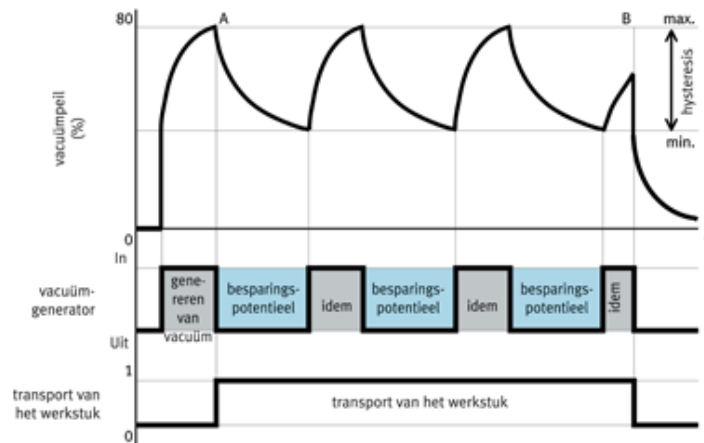 80
A
B
max.
hysteresis
min.
vacuümpeil
(%)
0
In
vacuüm-
generator
gene-
reren
van
vacuüm
besparings-
potentieel
idem
besparings-
potentieel
idem
besparings-
potentieel
idem
Uit
1
transport van
het werkstuk
transport van het werkstuk
0